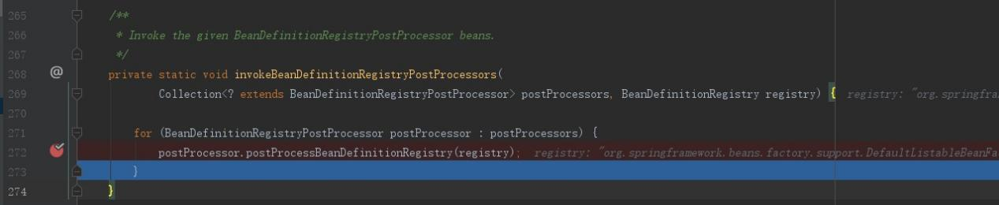 265 /**
266 * Invoke the given BeanDefinitionRegistryPostProcessor beans.
267 */
268 @ private static void invokeBeanDefinitionRegistryPostProcessors(
269 Collection<? extends BeanDefinitionRegistryPostProcessor> postProcessors, BeanDefinitionRegistry registry) { registry: "org.springfra
270
271 for (BeanDefinitionRegistryPostProcessor postProcessor : postProcessors) {
272 postProcessor.postProcessBeanDefinitionRegistry(registry); registry: "org.springframework.beans.factory.support.DefaultListableBeanFa
273 }
274 }